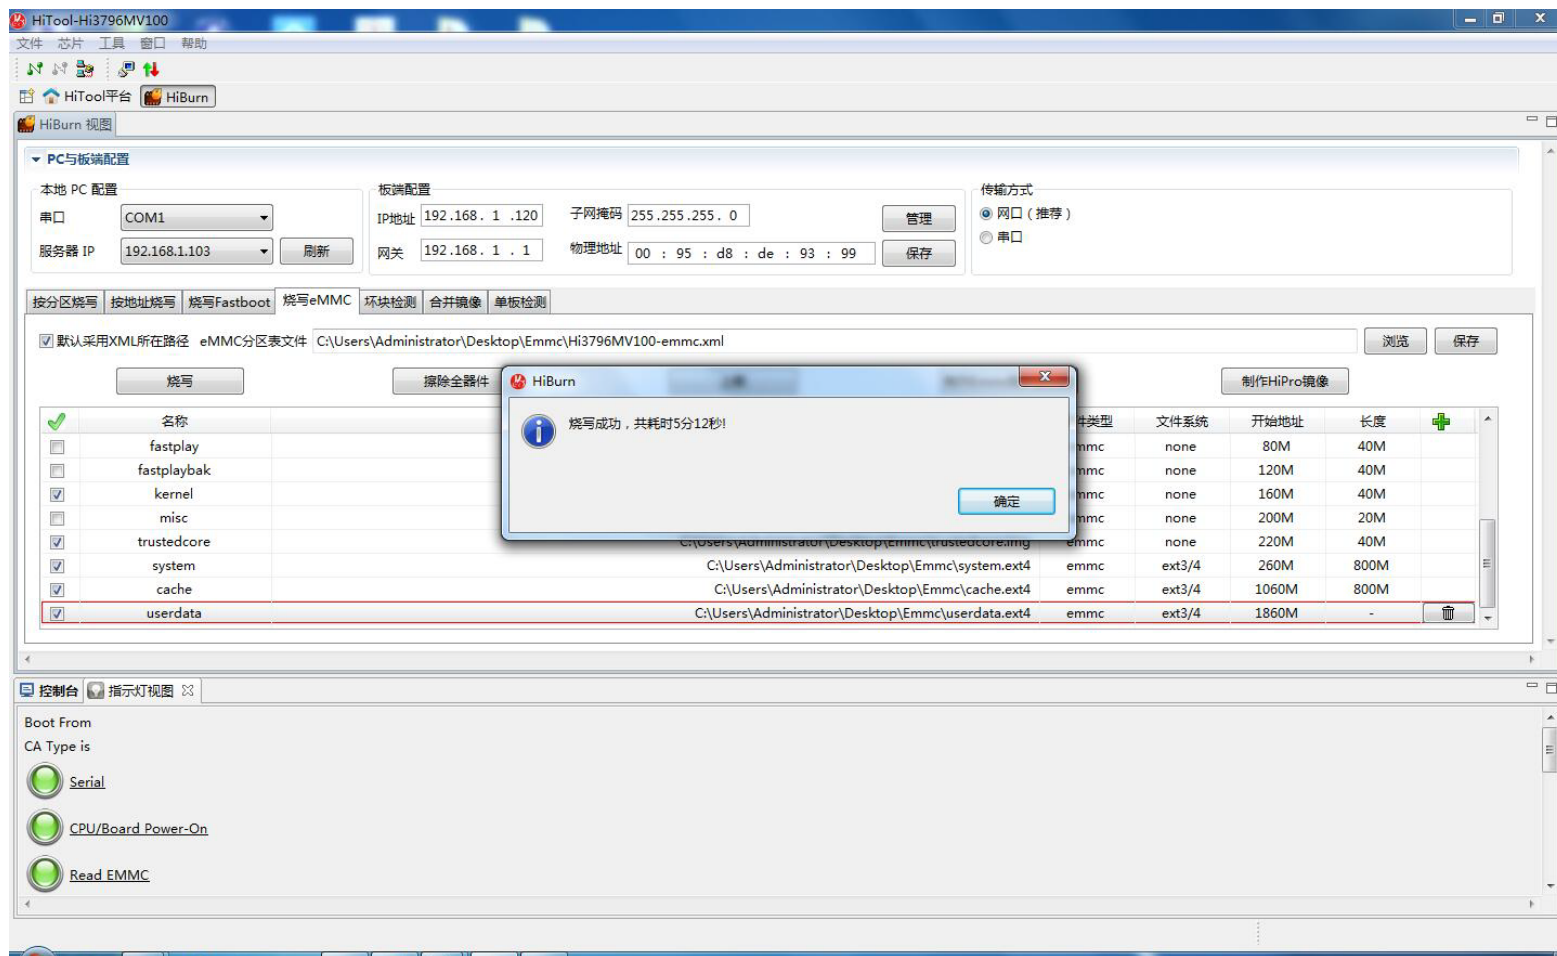 HiTool-Hi3796MV100
文件 芯片 工具 窗口 帮助
HiTool平台 HiBurn
HiBurn 视图
PC与板端配置
本地 PC 配置 板端配置 传输方式
串口 COM1 IP地址 192.168. 1 .120 子网掩码 255.255.255. 0 管理 网口（推荐）
服务器 IP 192.168.1.103 刷新 网关 192.168. 1 . 1 物理地址 00 : 95 : d8 : de : 93 : 99 保存 串口
按分区烧写 按地址烧写 烧写Fastboot 烧写eMMC 坏块检测 合并镜像 单板检测
默认采用XML所在路径 eMMC分区表文件 C:\Users\Administrator\Desktop\Emmc\Hi3796MV100-emmc.xml 浏览 保存
烧写 擦除全器件 制作HiPro镜像
HiBurn
烧写成功，共耗时5分12秒!
确定
名称 件类型 文件系统 开始地址 长度
fastplay mmc none 80M 40M
fastplaybak mmc none 120M 40M
kernel mmc none 160M 40M
misc mmc none 200M 20M
trustedcore C:\Users\Administrator\Desktop\Emmc\trustedcore.img emmc none 220M 40M
system C:\Users\Administrator\Desktop\Emmc\system.ext4 emmc ext3/4 260M 800M
cache C:\Users\Administrator\Desktop\Emmc\cache.ext4 emmc ext3/4 1060M 800M
userdata C:\Users\Administrator\Desktop\Emmc\userdata.ext4 emmc ext3/4 1860M -
控制台 指示灯视图
Boot From
CA Type is
Serial
CPU/Board Power-On
Read EMMC